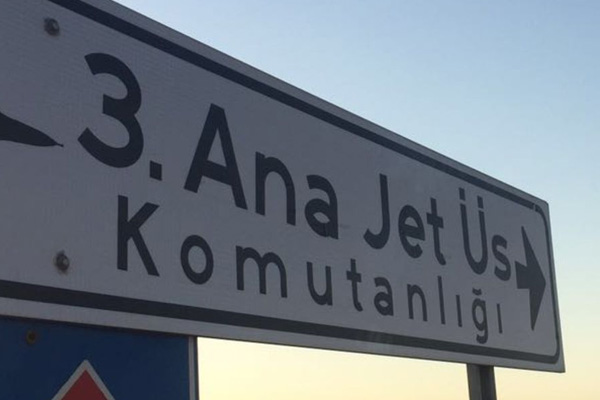 3. Ana Jet Üs
Komutanlığı